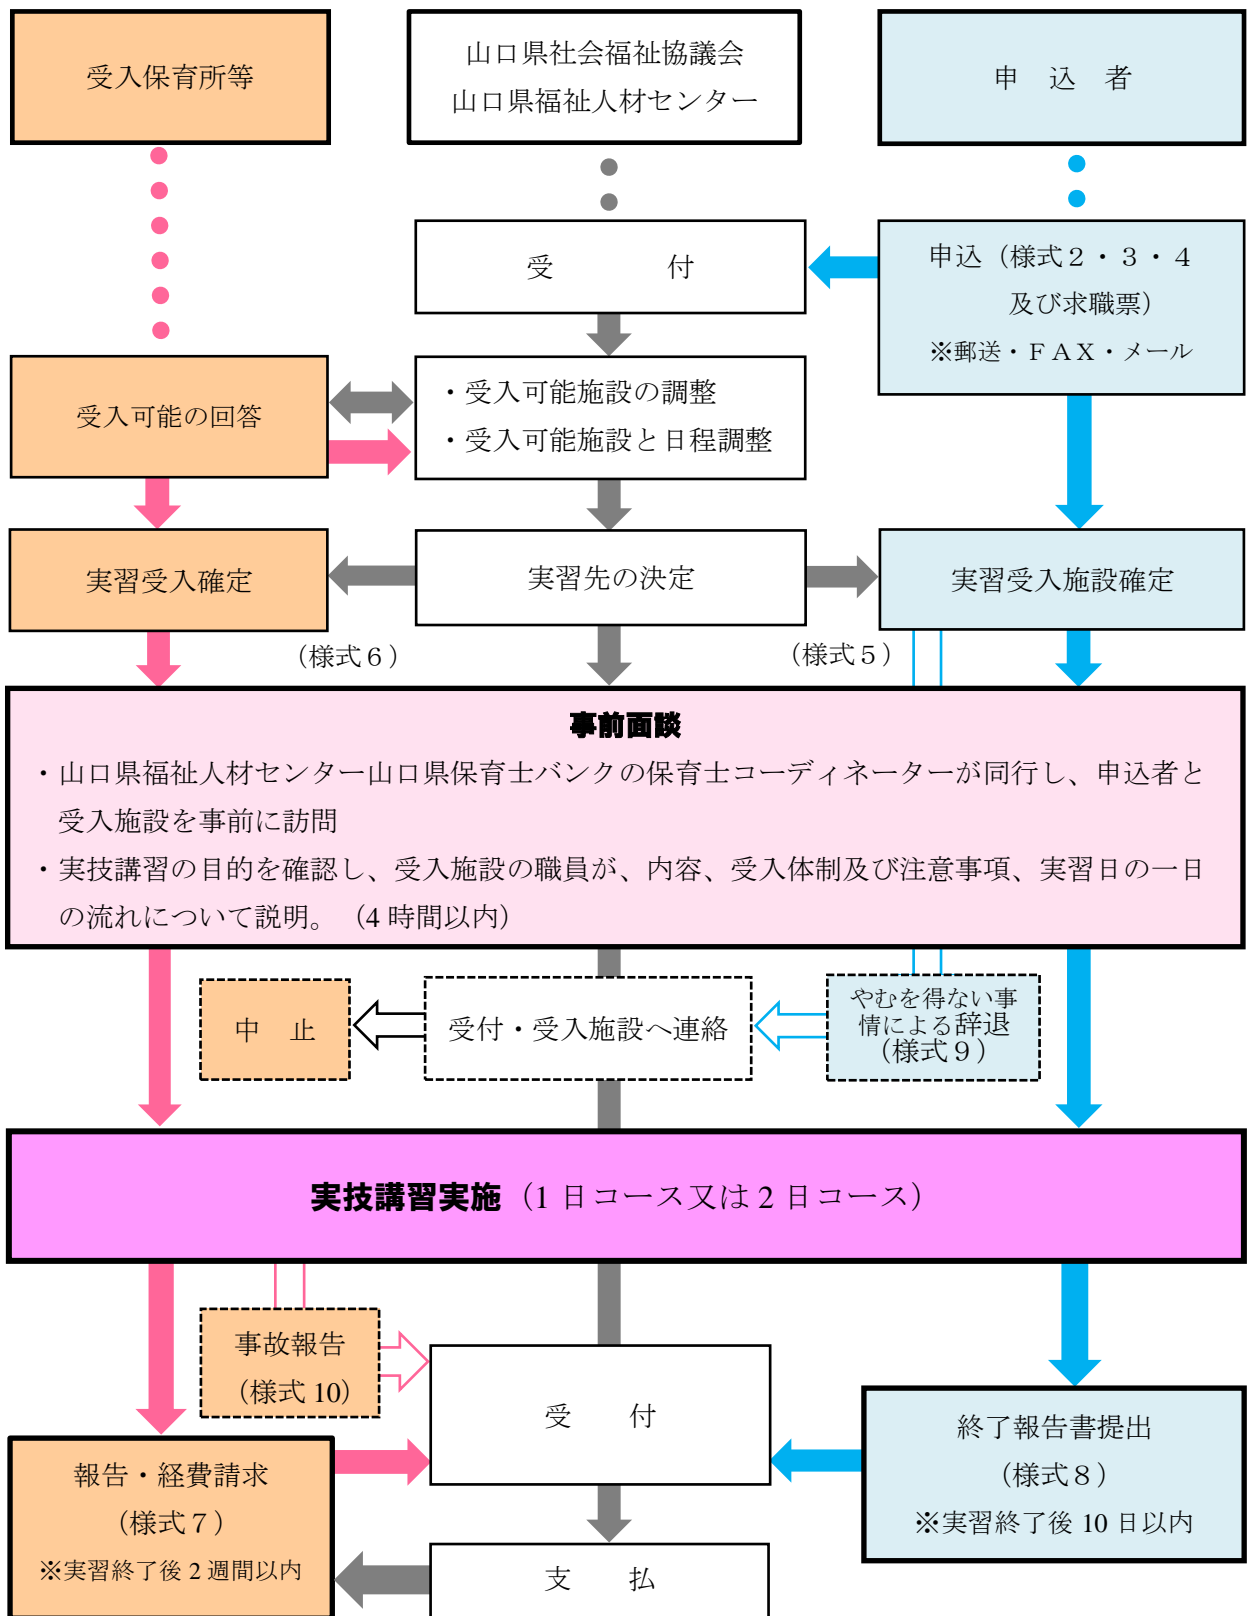 受入保育所等
山口県社会福祉協議会
山口県福祉人材センター
申　込　者
受　　　　付
申込（様式２・３・４
及び求職票）
※郵送・ＦＡＸ・メール
受入可能の回答
・受入可能施設の調整
・受入可能施設と日程調整
実習受入確定
実習先の決定
実習受入施設確定
（様式６）
（様式５）
事前面談
・山口県福祉人材センター山口県保育士バンクの保育士コーディネーターが同行し、申込者と
受入施設を事前に訪問
・実技講習の目的を確認し、受入施設の職員が、内容、受入体制及び注意事項、実習日の一日
の流れについて説明。（4 時間以内）
中　止
受付・受入施設へ連絡
やむを得ない事
情による辞退
（様式９）
実技講習実施（1 日コース又は 2 日コース）
事故報告
（様式 10）
受　　　付
終了報告書提出
（様式８）
※実習終了後 10 日以内
報告・経費請求
（様式７）
※実習終了後 2 週間以内
支　　　払